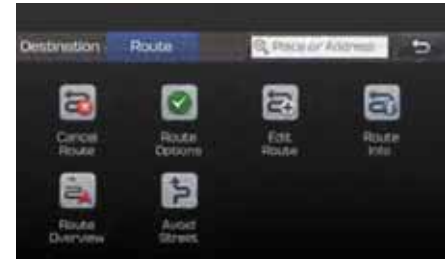 Destination Route Place or Address
Cancel Route Edit Route
Route Options Route Info
Route Avoid
Overview Street